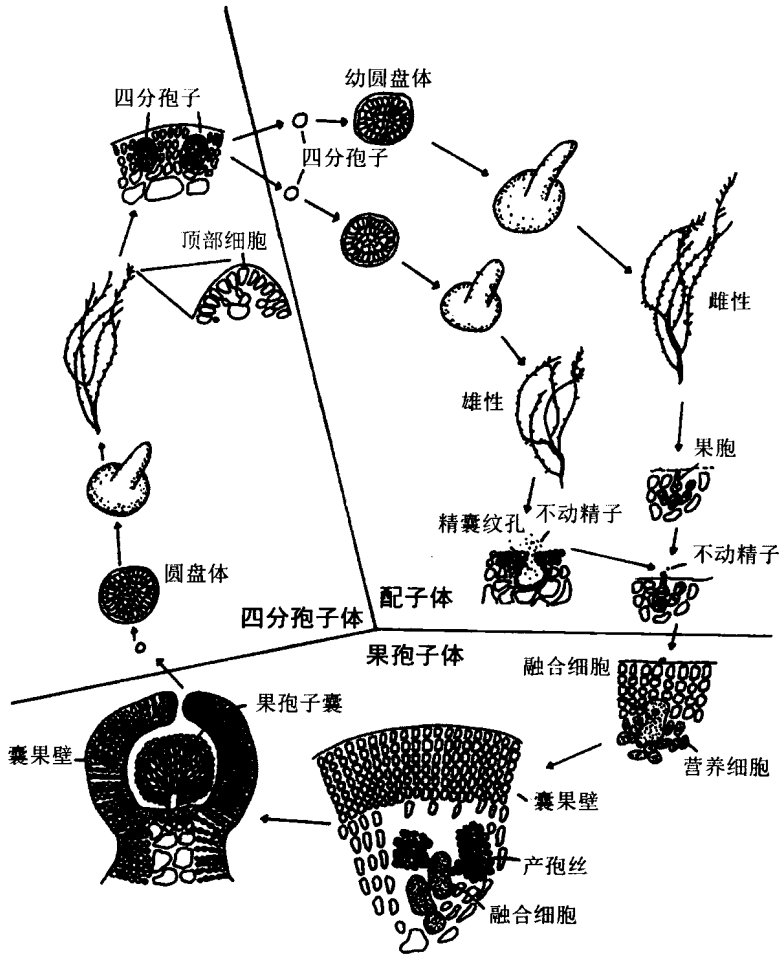 幼圆盘体
四分孢子
四分孢子
顶部细胞
雌性
雄性
果胞
精囊纹孔
不动精子
不动精子
圆盘体
配子体
四分孢子体
果孢子体
融合细胞
果孢子囊
囊果壁
营养细胞
囊果壁
产孢丝
融合细胞